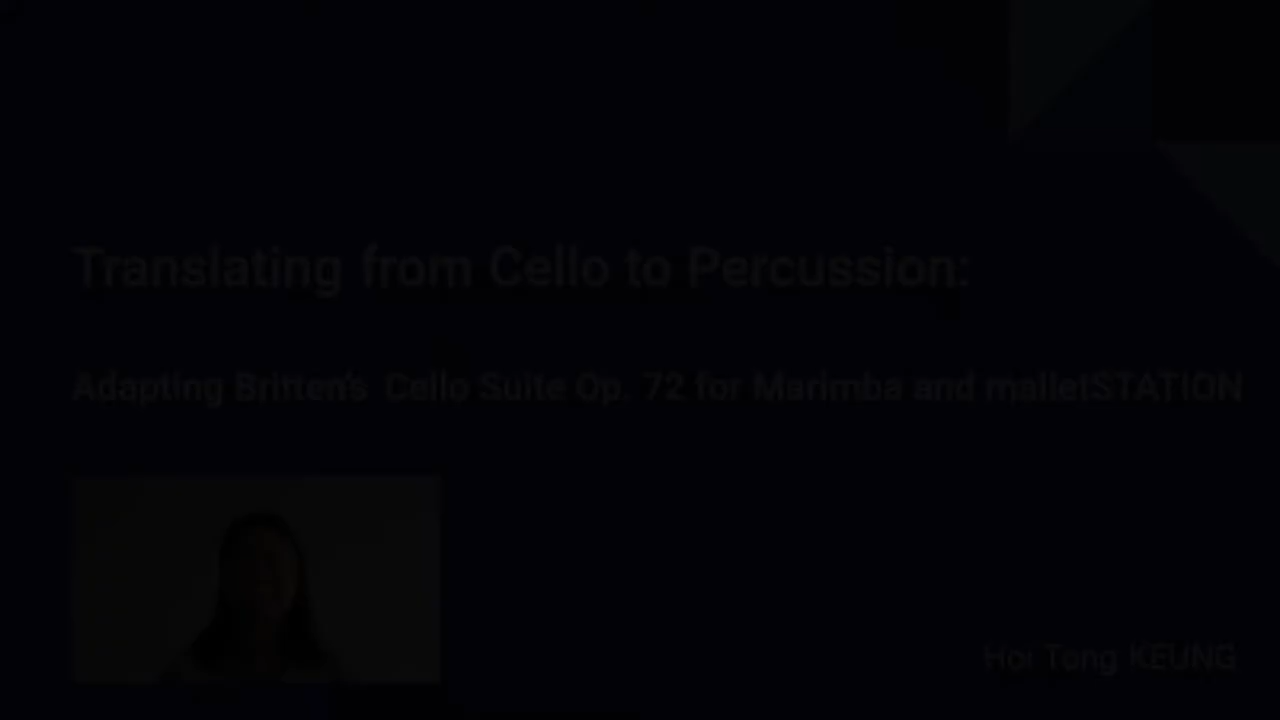 Translating from Cello to Percussion:
Adapting Britten's Cello Suite Op. 72 for Marimba and malletSTATION
Hoi Tong KEUNG